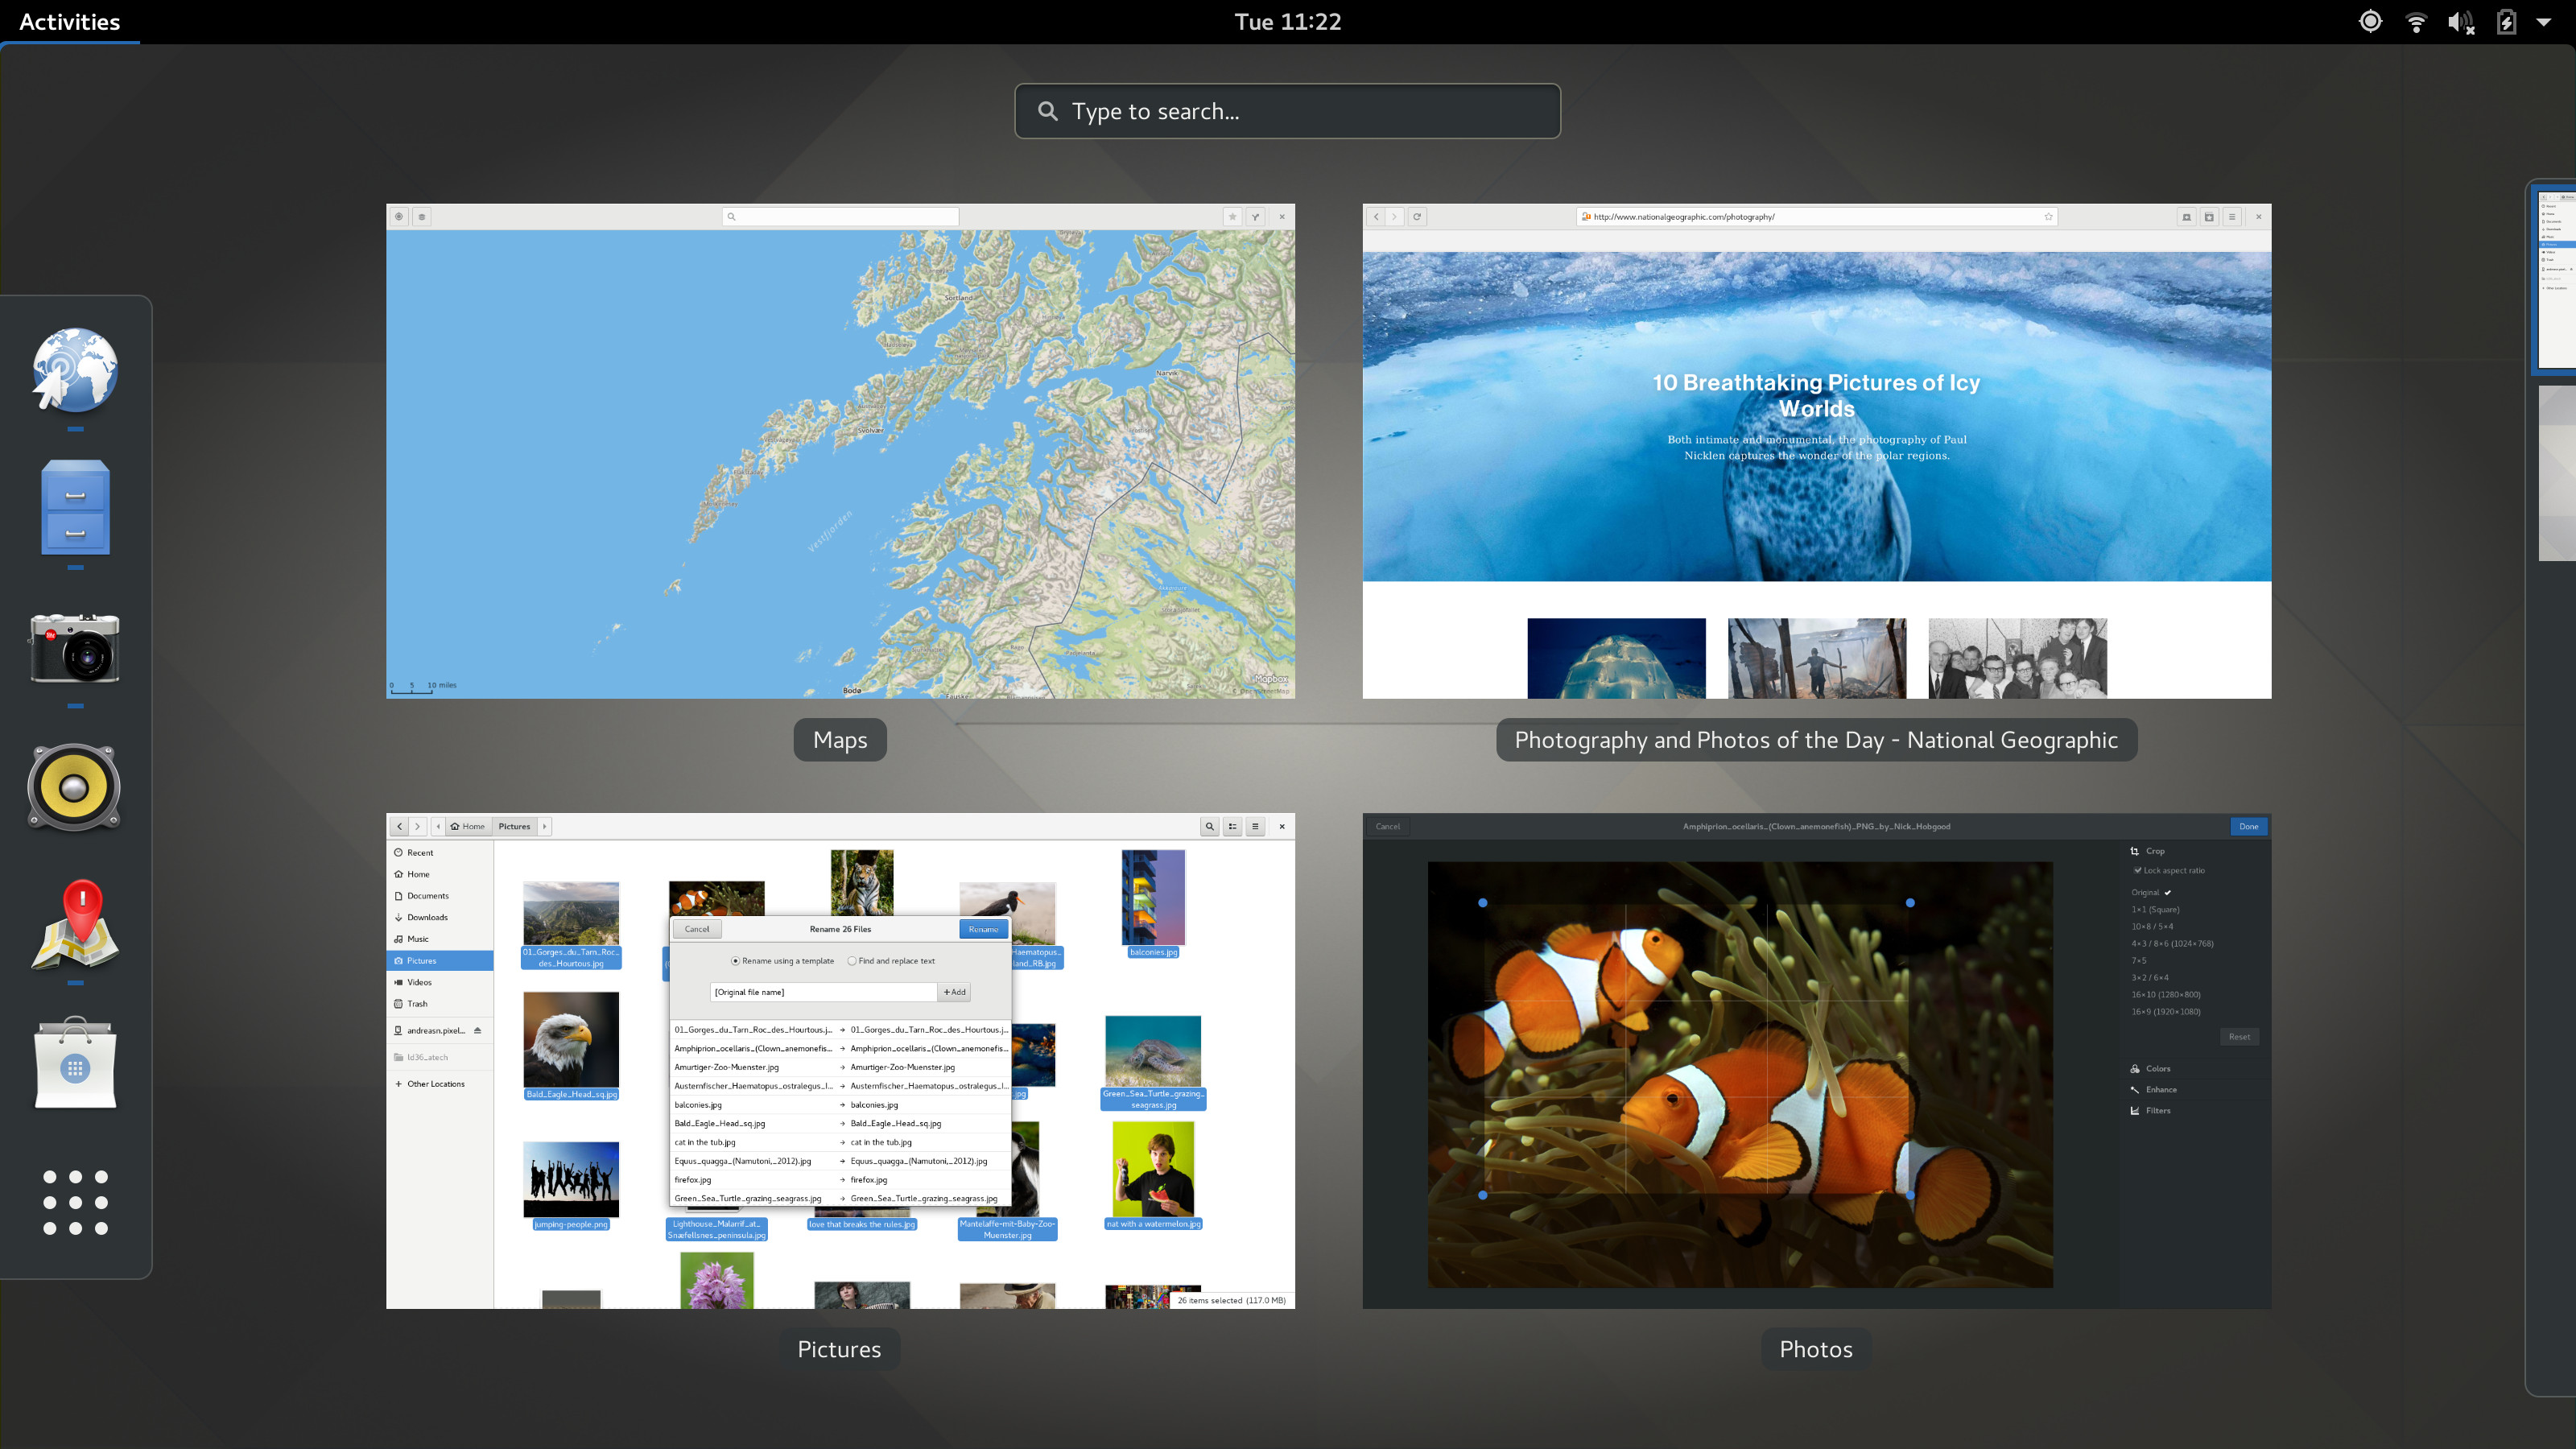 Activities
Tue 11:22
Type to search...
Sortland
Narvik
Svolvær
Vestfjorden
Bodø
Fauske
0 5 10 miles
Mapbox
http://www.nationalgeographic.com/photography/
10 Breathtaking Pictures of Icy
Worlds
Both intimate and monumental, the photography of Paul
Nicklen captures the wonder of the polar regions.
Maps
Photography and Photos of the Day - National Geographic
Home
Pictures
Recent
Home
Documents
Downloads
Music
Pictures
Videos
Trash
andreasn.pixel...
ld36_atech
Other Locations
01_Gorges_du_Tarn_Roc_
des_Hourtous.jpg
Haematopus_
land_RB.jpg
balconies.jpg
Bald_Eagle_Head_sq.jpg
.jpg
Green_Sea_Turtle_grazing_
seagrass.jpg
jumping-people.png
Lighthouse_Malarrif_at_
Snæfellsnes_peninsula.jpg
love that breaks the rules.jpg
Mantelaffe-mit-Baby-Zoo-
Muenster.jpg
nat with a watermelon.jpg
26 items selected (117.0 MB)
Cancel
Rename 26 Files
Rename
Rename using a template
Find and replace text
[Original file name]
+ Add
01_Gorges_du_Tarn_Roc_des_Hourtous.j... → 01_Gorges_du_Tarn_Roc_des_Hourtous.j...
Amphiprion_ocellaris_(Clown_anemonefis... → Amphiprion_ocellaris_(Clown_anemonefis...
Amurtiger-Zoo-Muenster.jpg → Amurtiger-Zoo-Muenster.jpg
Austernfischer_Haematopus_ostralegus_I... → Austernfischer_Haematopus_ostralegus_I...
balconies.jpg → balconies.jpg
Bald_Eagle_Head_sq.jpg → Bald_Eagle_Head_sq.jpg
cat in the tub.jpg → cat in the tub.jpg
Equus_quagga_(Namutoni,_2012).jpg → Equus_quagga_(Namutoni,_2012).jpg
firefox.jpg → firefox.jpg
Green_Sea_Turtle_grazing_seagrass.jpg → Green_Sea_Turtle_grazing_seagrass.jpg
Cancel
Amphiprion_ocellaris_(Clown_anemonefish)_PNG_by_Nick_Hobgood
Done
Crop
Lock aspect ratio
Original
1×1 (Square)
10×8 / 5×4
4×3 / 8×6 (1024×768)
7×5
3×2 / 6×4
16×10 (1280×800)
16×9 (1920×1080)
Reset
Colors
Enhance
Filters
Pictures
Photos